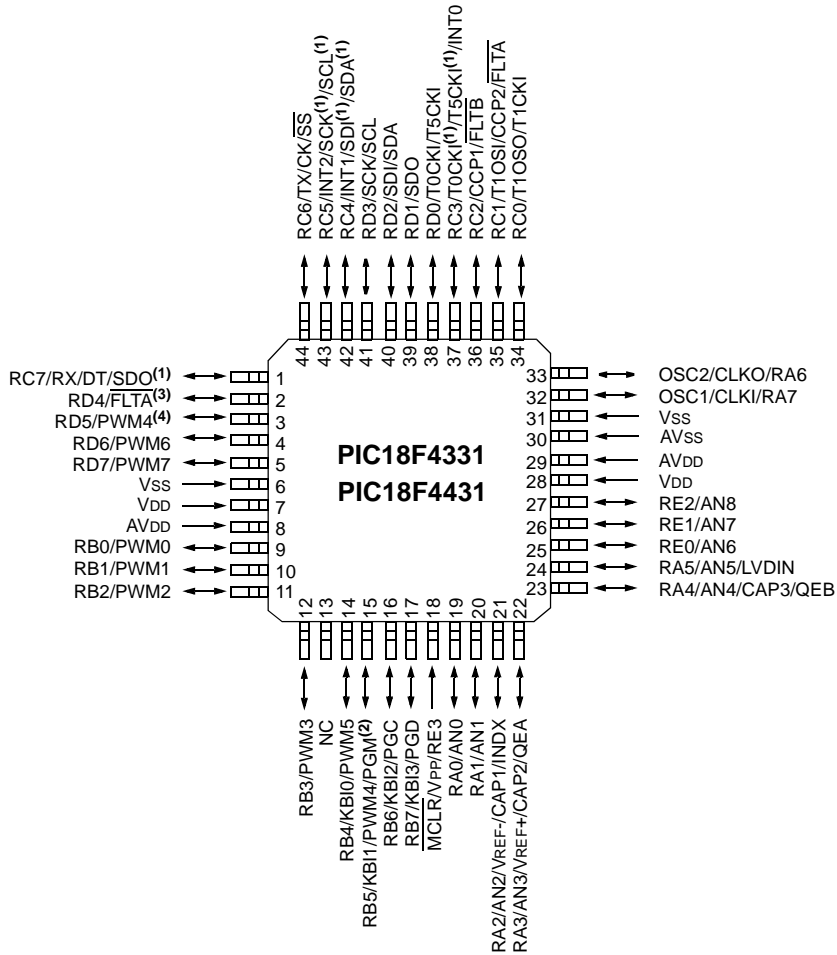 RC6/TX/CK/SS
RC5/INT2/SCK(1)/SCL(1)
RC4/INT1/SDI(1)/SDA(1)
RD3/SCK/SCL
RD2/SDI/SDA
RD1/SDO
RD0/T0CKI/T5CKI
RC3/T0CKI(1)/T5CKI(1)/INT0
RC2/CCP1/FLTB
RC1/T1OSI/CCP2/FLTA
RC0/T1OSO/T1CKI
44
43
42
41
40
39
38
37
36
35
34
RC7/RX/DT/SDO(1) 1
RD4/FLTA(3) 2
RD5/PWM4(4) 3
RD6/PWM6 4
RD7/PWM7 5
VSS 6
VDD 7
AVDD 8
RB0/PWM0 9
RB1/PWM1 10
RB2/PWM2 11
PIC18F4331
PIC18F4431
33 OSC2/CLKO/RA6
32 OSC1/CLKI/RA7
31 VSS
30 AVSS
29 AVDD
28 VDD
27 RE2/AN8
26 RE1/AN7
25 RE0/AN6
24 RA5/AN5/LVDIN
23 RA4/AN4/CAP3/QEB
12
13
14
15
16
17
18
19
20
21
22
RB3/PWM3
NC
RB4/KBI0/PWM5
RB5/KBI1/PWM4/PGM(2)
RB6/KBI2/PGC
RB7/KBI3/PGD
MCLR/VPP/RE3
RA0/AN0
RA1/AN1
RA2/AN2/VREF-/CAP1/INDX
RA3/AN3/VREF+/CAP2/QEA